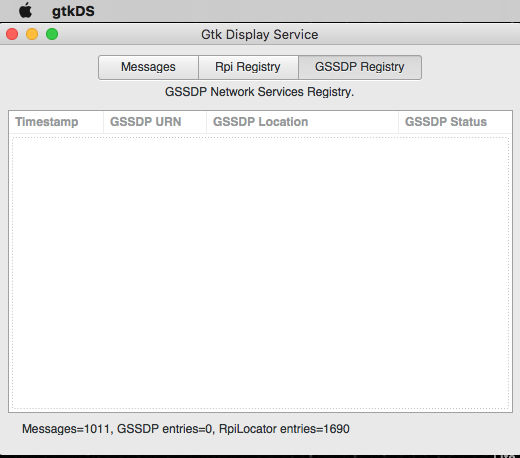 gtkDS
Gtk Display Service
Messages Rpi Registry GSSDP Registry
GSSDP Network Services Registry.
Timestamp GSSDP URN GSSDP Location GSSDP Status
Messages=1011, GSSDP entries=0, RpiLocator entries=1690